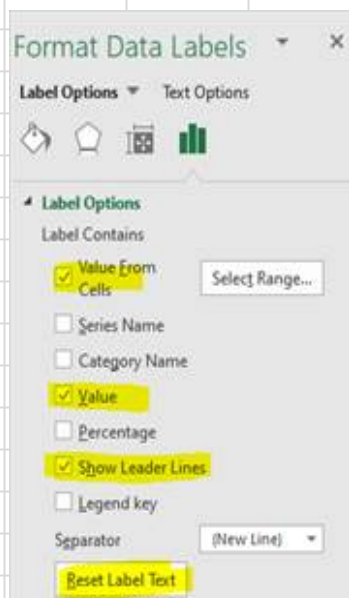 Format Data Labels
Label Options Text Options
Label Options
Label Contains
Value From
Cells
Select Range...
Series Name
Category Name
Value
Percentage
Show Leader Lines
Legend key
Separator (New Line)
Reset Label Text